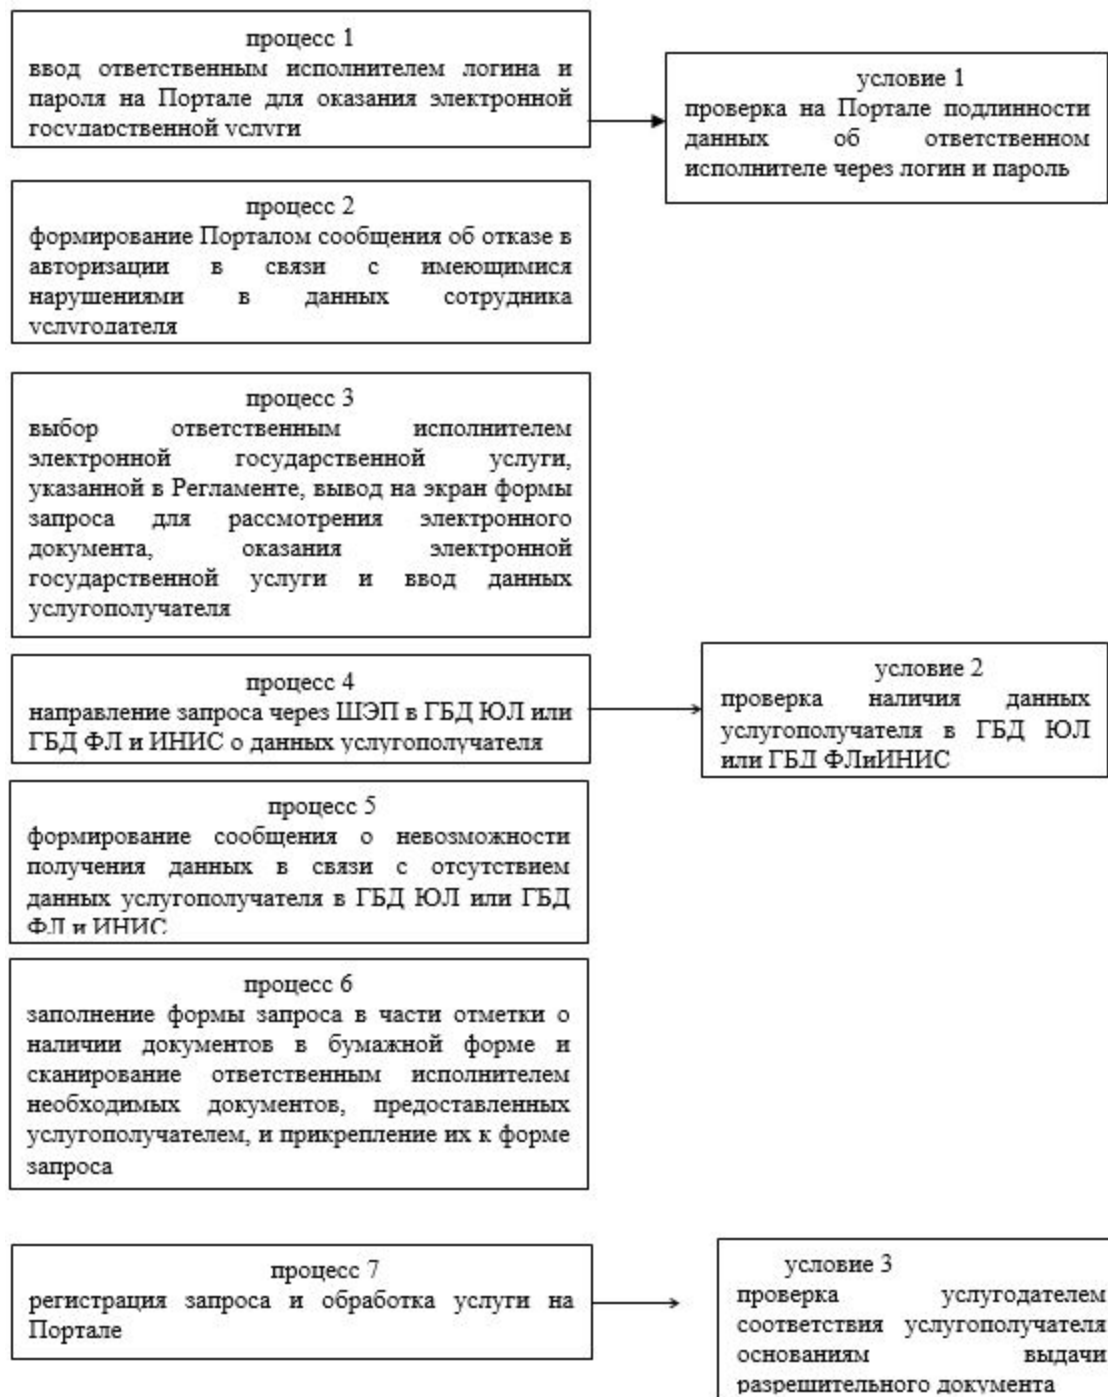 процесс 1
ввод ответственным исполнителем логина и
пароля на Портале для оказания электронной
государственной услуги
условие 1
проверка на Портале подлинности
данных об ответственном
исполнителе через логин и пароль
процесс 2
формирование Порталом сообщения об отказе в
авторизации в связи с имеющимися
нарушениями в данных сотрудника
услугодателя
процесс 3
выбор ответственным исполнителем
электронной государственной услуги,
указанной в Регламенте, вывод на экран формы
запроса для рассмотрения электронного
документа, оказания электронной
государственной услуги и ввод данных
услугополучателя
процесс 4
направление запроса через ШЭП в ГБД ЮЛ или
ГБД ФЛ и ИНИС о данных услугополучателя
условие 2
проверка наличия данных
услугополучателя в ГБД ЮЛ
или ГБД ФЛиИНИС
процесс 5
формирование сообщения о невозможности
получения данных в связи с отсутствием
данных услугополучателя в ГБД ЮЛ или ГБД
ФЛ и ИНИС
процесс 6
заполнение формы запроса в части отметки о
наличии документов в бумажной форме и
сканирование ответственным исполнителем
необходимых документов, предоставленных
услугополучателем, и прикрепление их к форме
запроса
процесс 7
регистрация запроса и обработка услуги на
Портале
условие 3
проверка услугодателем
соответствия услугополучателя
основаниям выдачи
разрешительного документа